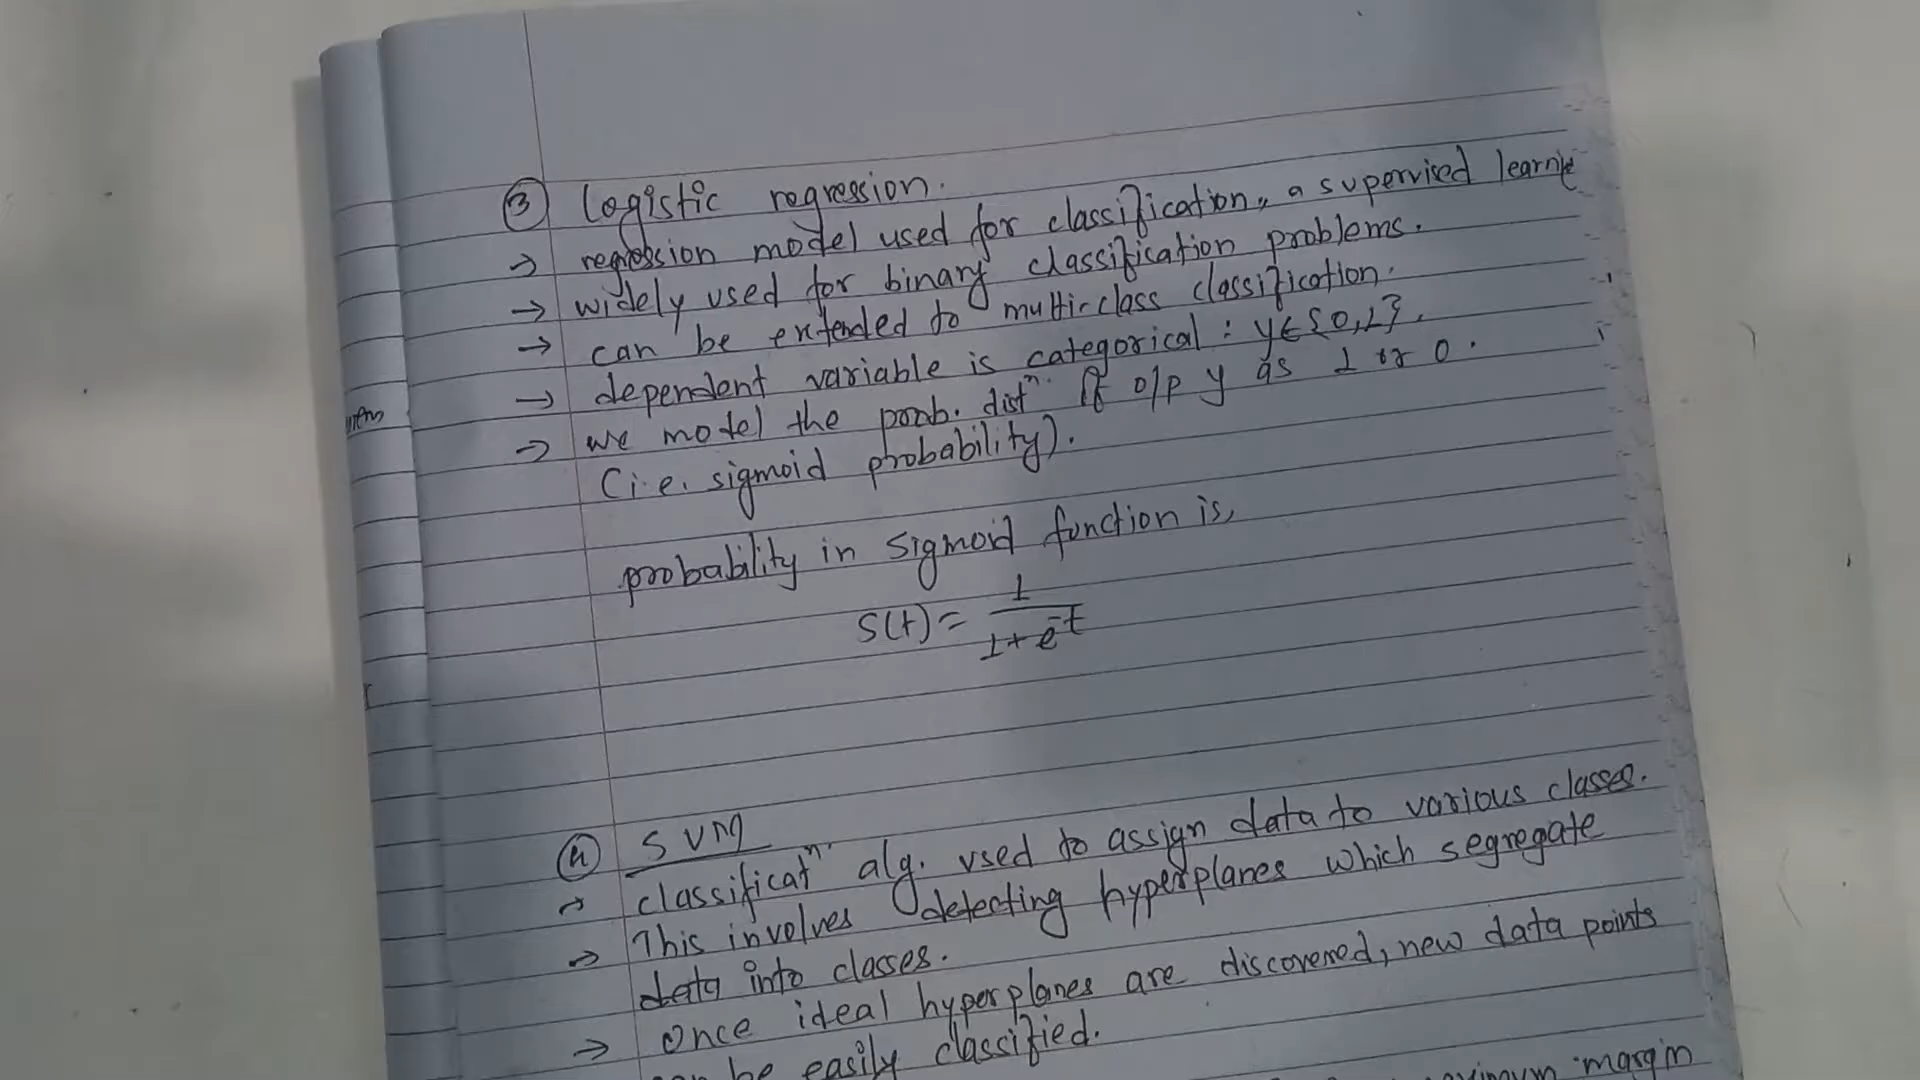 ③ Logistic regression.
→ regression model used for classification, a supervised learning
→ widely used for binary classification problems.
→ can be extended to multi-class classification.
→ dependent variable is categorical : y ∈ {0,1}.
→ we model the prob. distⁿ. of o/p y as 1 or 0.
(i.e. sigmoid probability).
probability in sigmoid function is,
S(t) = 1 / 1 + e^-t
④ SVM
→ classificatⁿ. alg. used to assign data to various classes.
→ This involves detecting hyperplanes which segregate
data into classes.
→ Once ideal hyperplanes are discovered, new data points
be easily classified.
margin